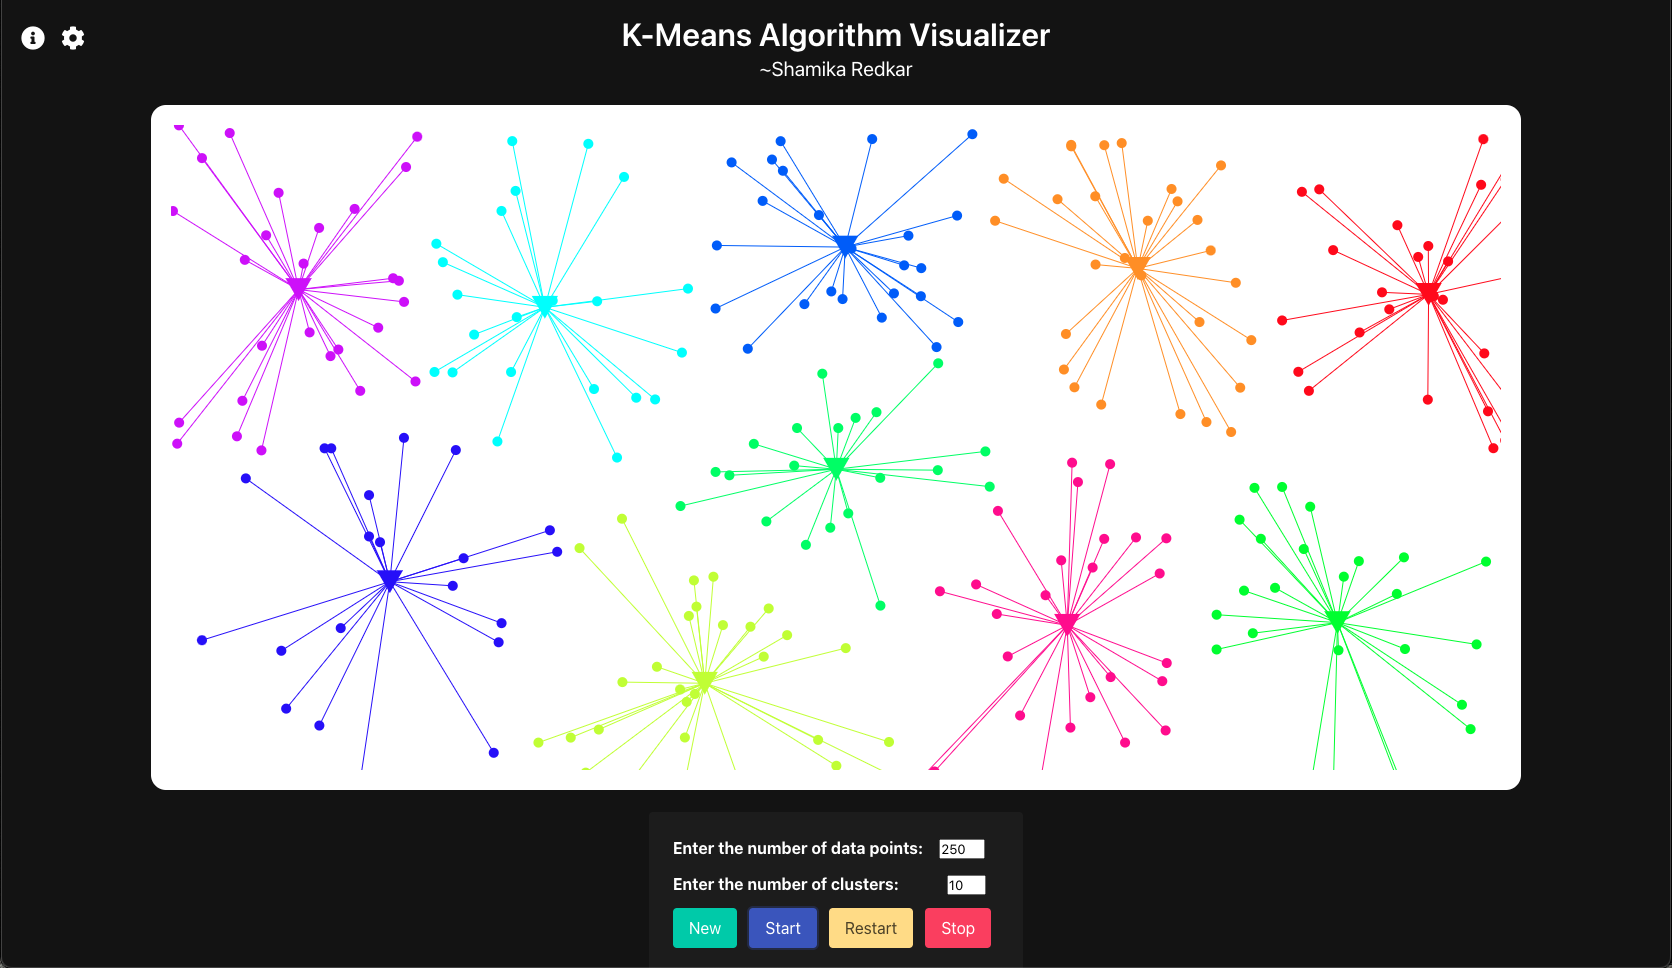 K-Means Algorithm Visualizer
~Shamika Redkar
Enter the number of data points: 250
Enter the number of clusters: 10
New Start Restart Stop